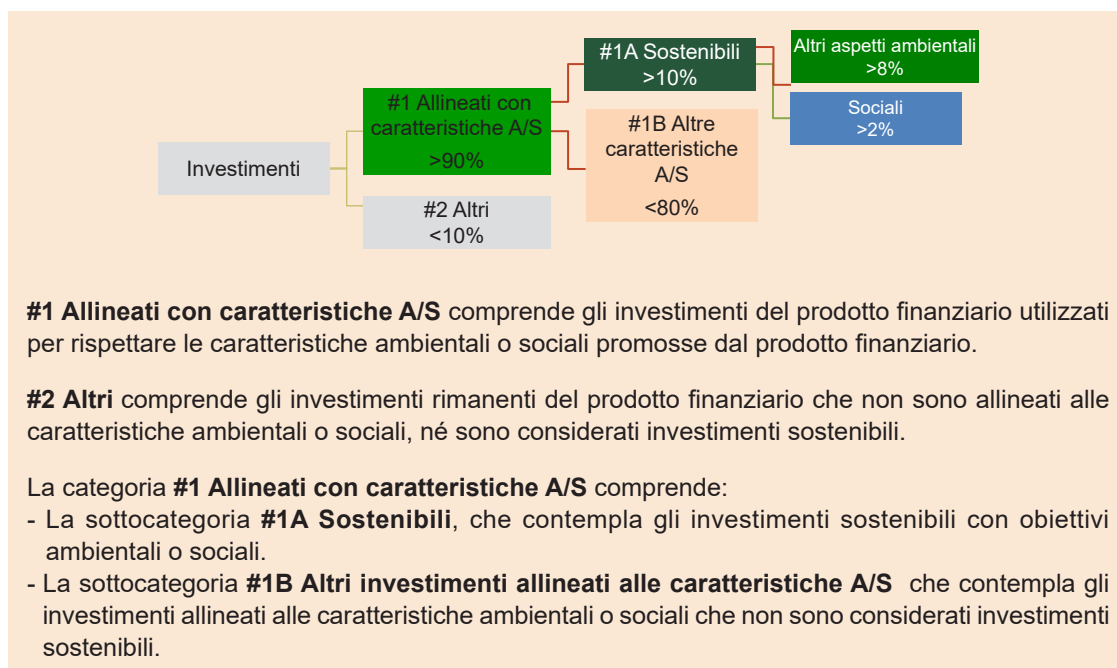 Investimenti
#1 Allineati con
caratteristiche A/S
>90%
#2 Altri
<10%
#1A Sostenibili
>10%
#1B Altre
caratteristiche
A/S
<80%
Altri aspetti ambientali
>8%
Sociali
>2%
#1 Allineati con caratteristiche A/S comprende gli investimenti del prodotto finanziario utilizzati
per rispettare le caratteristiche ambientali o sociali promosse dal prodotto finanziario.
#2 Altri comprende gli investimenti rimanenti del prodotto finanziario che non sono allineati alle
caratteristiche ambientali o sociali, né sono considerati investimenti sostenibili.
La categoria #1 Allineati con caratteristiche A/S comprende:
- La sottocategoria #1A Sostenibili, che contempla gli investimenti sostenibili con obiettivi
ambientali o sociali.
- La sottocategoria #1B Altri investimenti allineati alle caratteristiche A/S che contempla gli
investimenti allineati alle caratteristiche ambientali o sociali che non sono considerati investimenti
sostenibili.